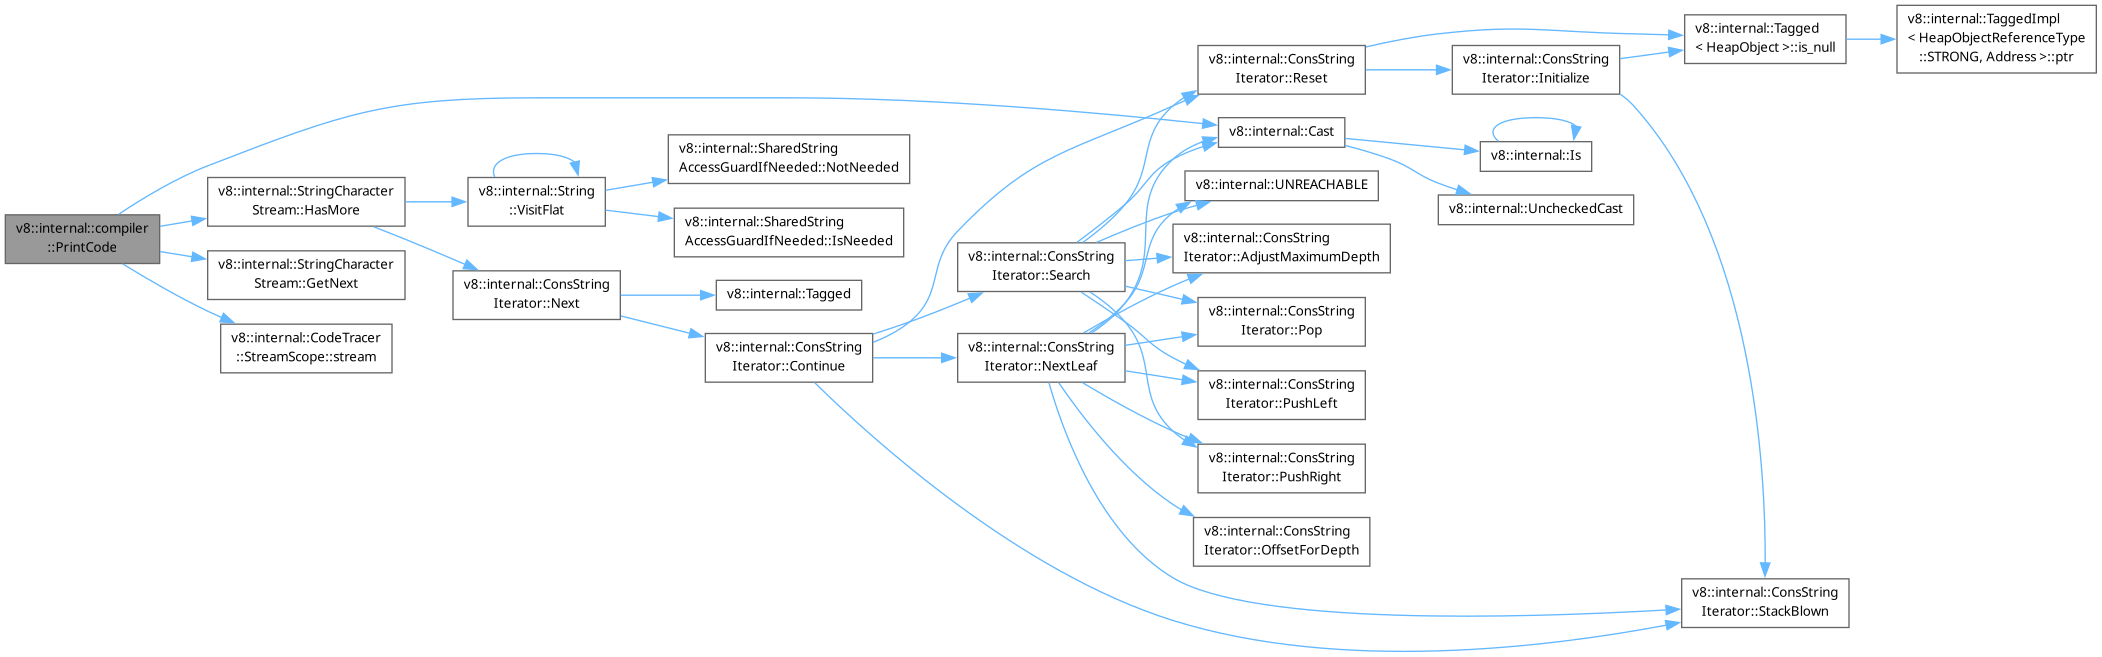 v8::internal::compiler
::PrintCode
v8::internal::StringCharacter
Stream::HasMore
v8::internal::StringCharacter
Stream::GetNext
v8::internal::CodeTracer
::StreamScope::stream
v8::internal::String
::VisitFlat
v8::internal::ConsString
Iterator::Next
v8::internal::SharedString
AccessGuardIfNeeded::NotNeeded
v8::internal::SharedString
AccessGuardIfNeeded::IsNeeded
v8::internal::Tagged
v8::internal::ConsString
Iterator::Continue
v8::internal::ConsString
Iterator::Search
v8::internal::ConsString
Iterator::NextLeaf
v8::internal::ConsString
Iterator::Reset
v8::internal::Cast
v8::internal::UNREACHABLE
v8::internal::ConsString
Iterator::AdjustMaximumDepth
v8::internal::ConsString
Iterator::Pop
v8::internal::ConsString
Iterator::PushLeft
v8::internal::ConsString
Iterator::PushRight
v8::internal::ConsString
Iterator::OffsetForDepth
v8::internal::ConsString
Iterator::Initialize
v8::internal::Is
v8::internal::UncheckedCast
v8::internal::Tagged
< HeapObject >::is_null
v8::internal::ConsString
Iterator::StackBlown
v8::internal::TaggedImpl
< HeapObjectReferenceType
::STRONG, Address >::ptr